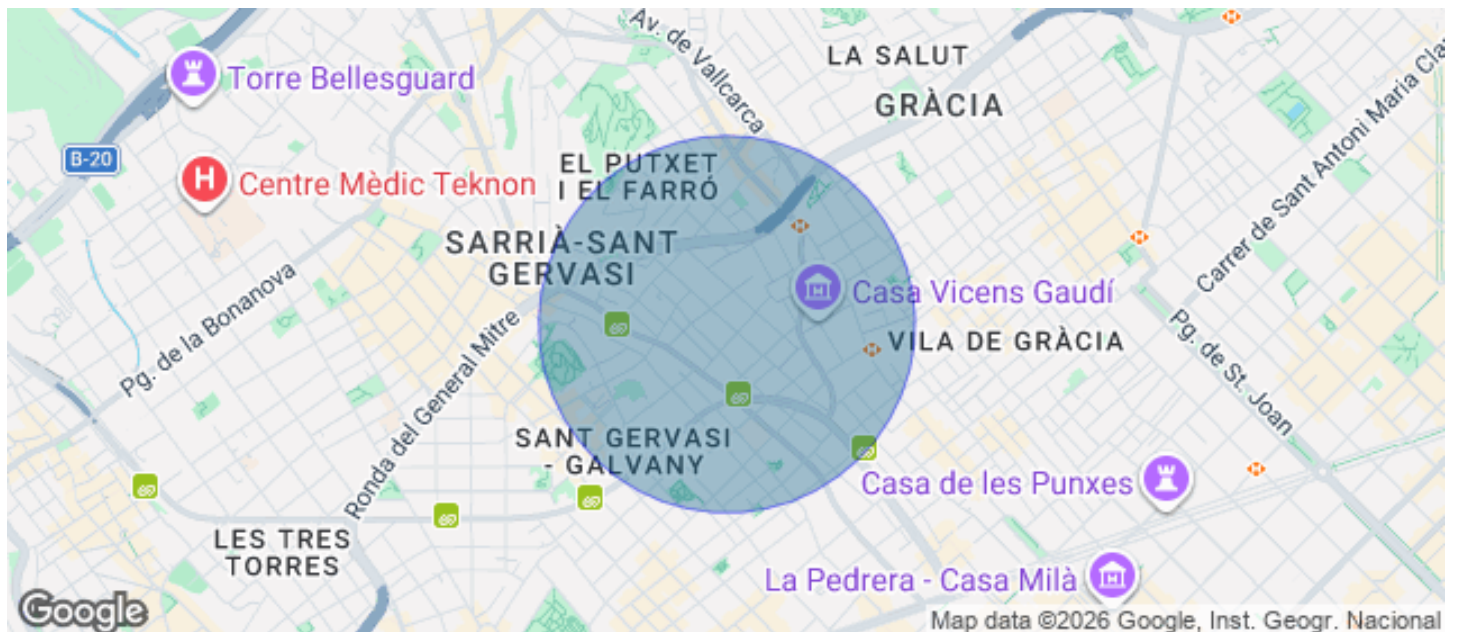 Av. de Vallcarca
LA SALUT
Torre Bellesguard
GRÀCIA
Carrer de Sant Antoni Maria Cla
B-20
EL PUTXET
I EL FARRÓ
H
Centre Mèdic Teknon
SARRIÀ-SANT
GERVASI
Casa Vicens Gaudí
Pg. de la Bonanova
VILA DE GRÀCIA
Pg. de St. Joan
Ronda del General Mitre
SANT GERVASI
- GALVANY
Casa de les Punxes
LES TRES
TORRES
La Pedrera - Casa Milà
Google
Map data ©2026 Google, Inst. Geogr. Nacional